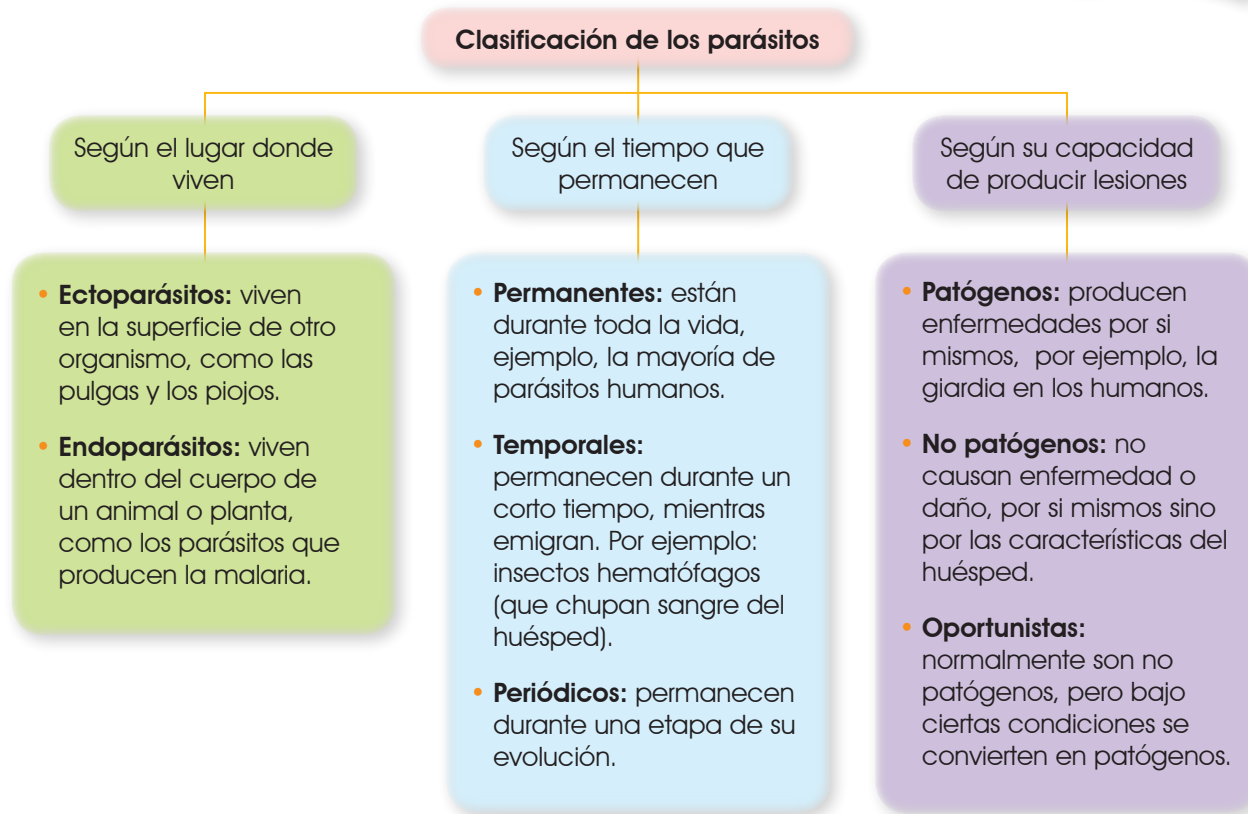 Clasificación de los parásitos
Según el lugar donde
viven
• Ectoparásitos: viven
en la superficie de otro
organismo, como las
pulgas y los piojos.
• Endoparásitos: viven
dentro del cuerpo de
un animal o planta,
como los parásitos que
producen la malaria.
Según el tiempo que
permanecen
• Permanentes: están
durante toda la vida,
ejemplo, la mayoría de
parásitos humanos.
• Temporales:
permanecen durante un
corto tiempo, mientras
emigran. Por ejemplo:
insectos hematófagos
(que chupan sangre del
huésped).
• Periódicos: permanecen
durante una etapa de su
evolución.
Según su capacidad
de producir lesiones
• Patógenos: producen
enfermedades por si
mismos, por ejemplo, la
giardia en los humanos.
• No patógenos: no
causan enfermedad o
daño, por si mismos sino
por las características del
huésped.
• Oportunistas:
normalmente son no
patógenos, pero bajo
ciertas condiciones se
convierten en patógenos.